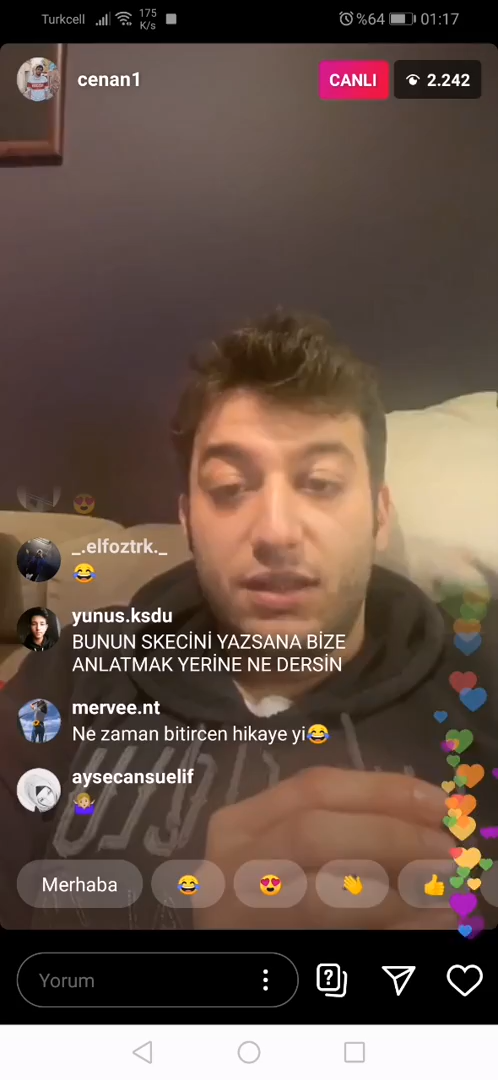 Turkcell
175
K/s
%64
01:17
cenan1
CANLI
2.242
_.elfoztrk._
😂
yunus.ksdu
BUNUN SKECİNİ YAZSANA BİZE
ANLATMAK YERİNE NE DERSİN
mervee.nt
Ne zaman bitircen hikaye yi😂
aysecansuelif
🤷🏼‍♀️
Merhaba 😂 😍 👏 👍
Yorum